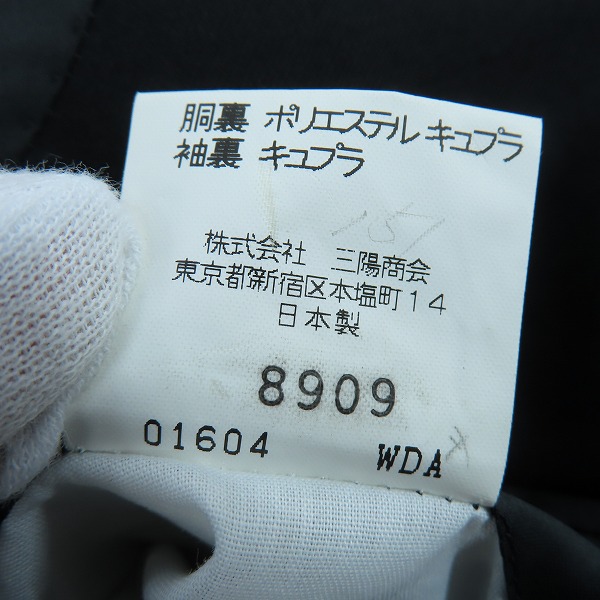 胴裏 ポリエステル キュプラ
袖裏 キュプラ
151
株式会社 三陽商会
東京都新宿区本塩町14
日本製
8909
01604 WDA